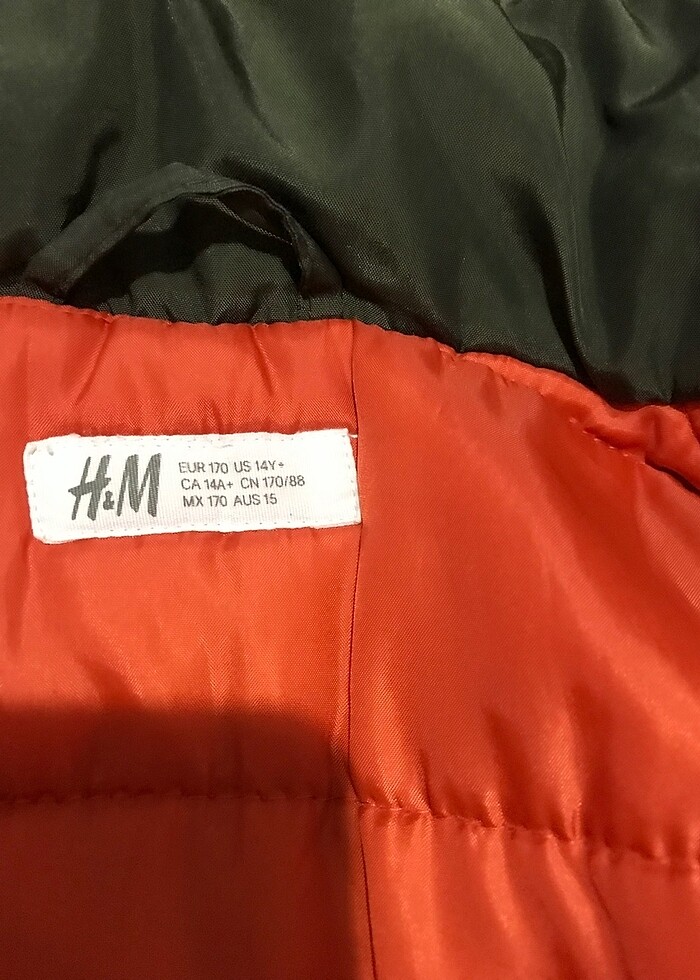 H&M
EUR 170 US 14Y+
CA 14A+ CN 170/88
MX 170 AUS 15